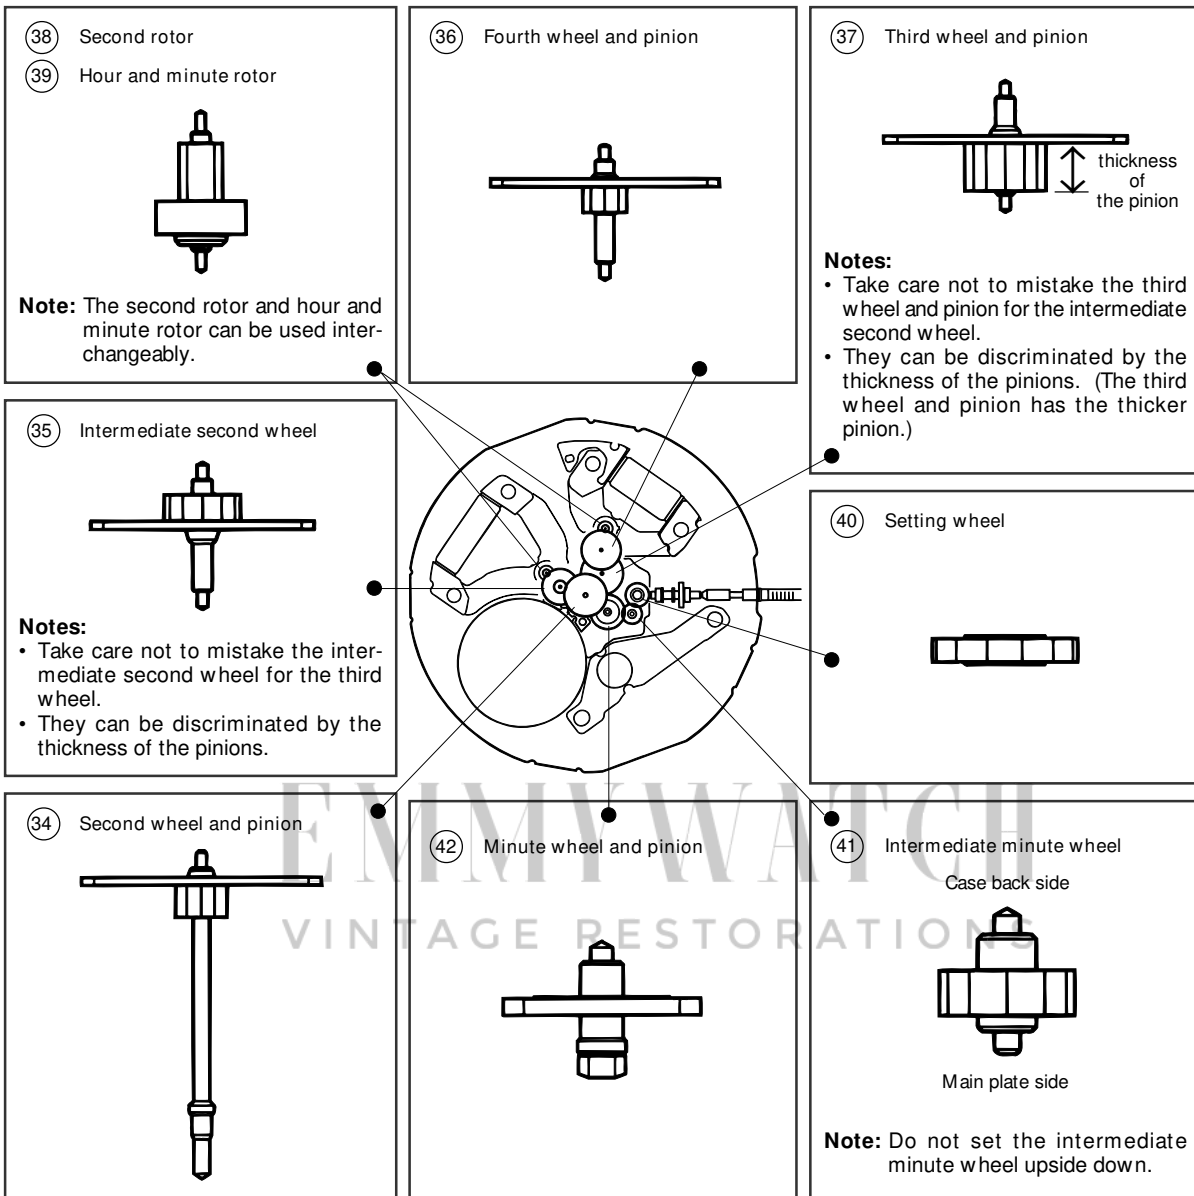 38 Second rotor
39 Hour and minute rotor
Note: The second rotor and hour and
minute rotor can be used inter-
changeably.
36 Fourth wheel and pinion
37 Third wheel and pinion
thickness
of
the pinion
Notes:
• Take care not to mistake the third
wheel and pinion for the intermediate
second wheel.
• They can be discriminated by the
thickness of the pinions. (The third
wheel and pinion has the thicker
pinion.)
35 Intermediate second wheel
Notes:
• Take care not to mistake the inter-
mediate second wheel for the third
wheel.
• They can be discriminated by the
thickness of the pinions.
40 Setting wheel
34 Second wheel and pinion
42 Minute wheel and pinion
41 Intermediate minute wheel
Case back side
Main plate side
Note: Do not set the intermediate
minute wheel upside down.
EMMYWATCH
VINTAGE RESTORATIONS